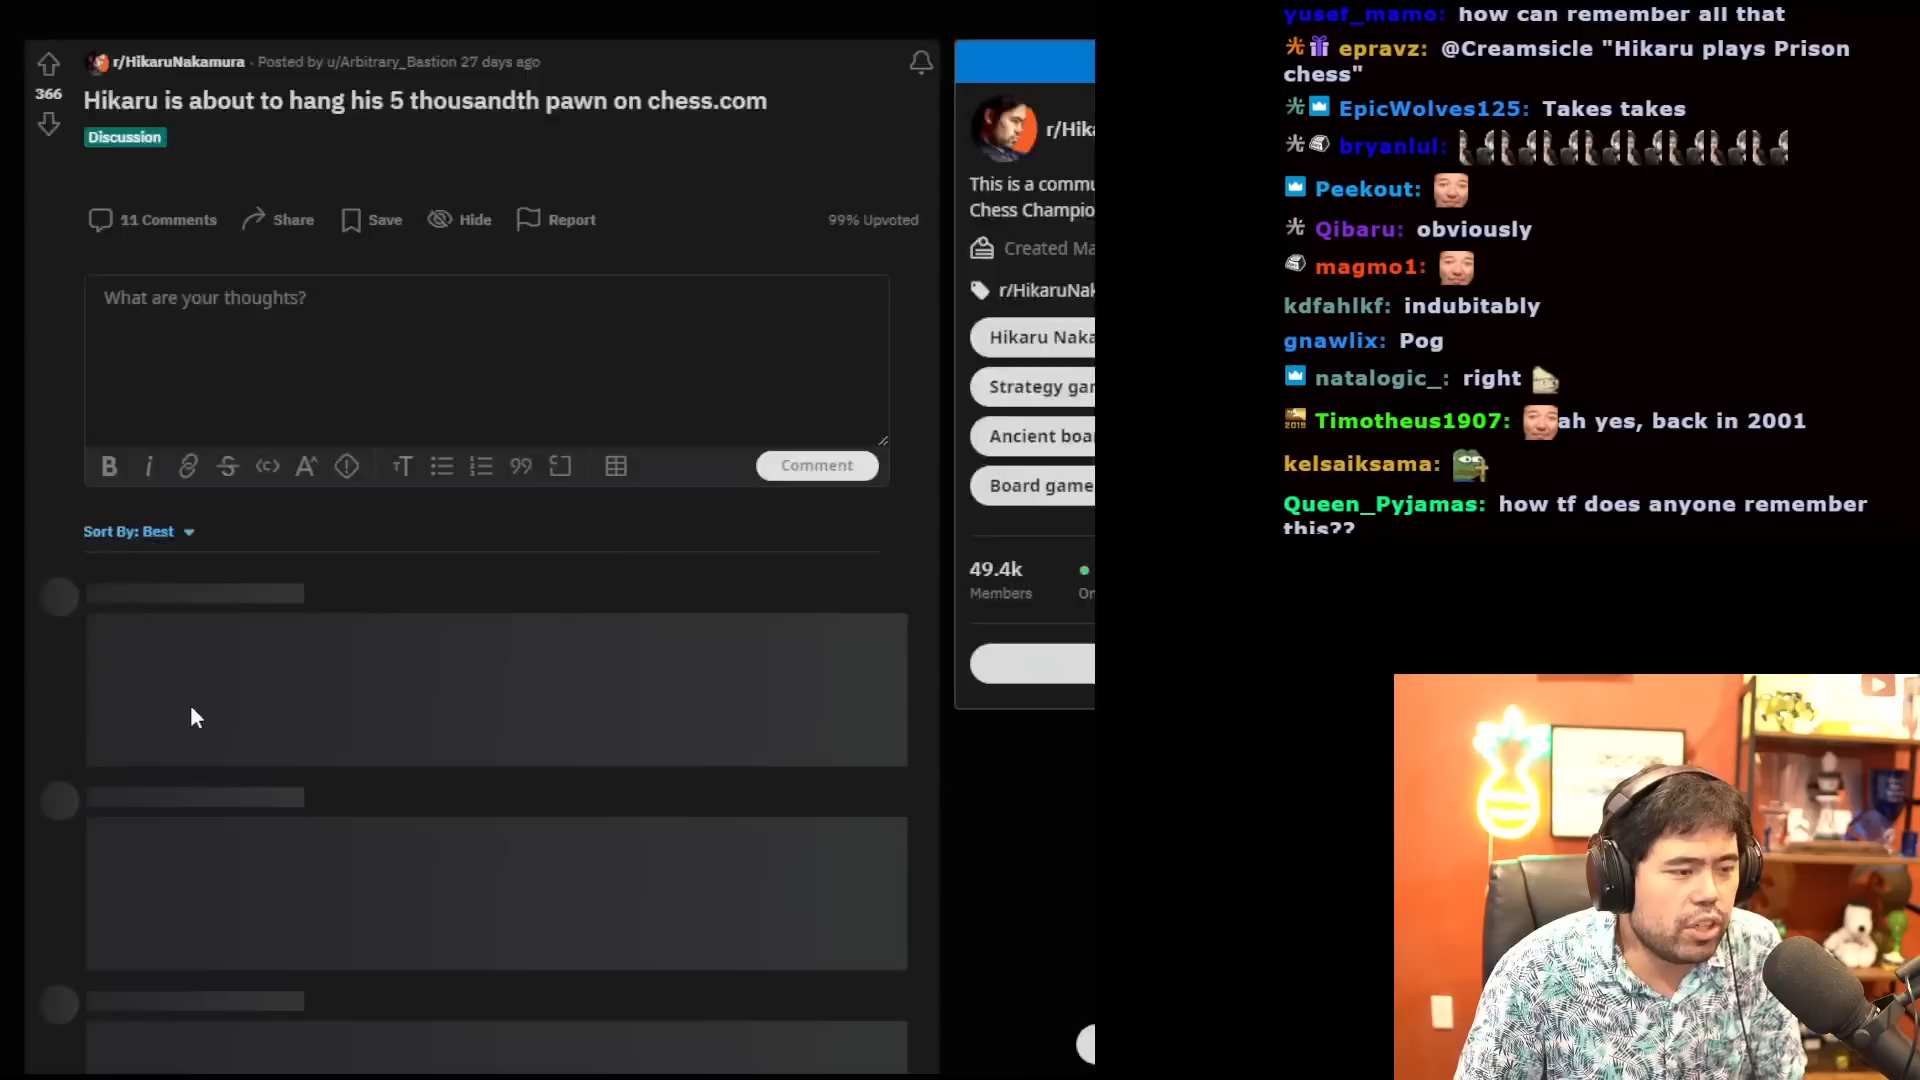 r/HikaruNakamura · Posted by u/Arbitrary_Bastion 27 days ago
366
Hikaru is about to hang his 5 thousandth pawn on chess.com
Discussion
11 Comments Share Save Hide Report 99% Upvoted
What are your thoughts?
Comment
Sort By: Best
r/Hika
This is a commu
Chess Champio
Created Ma
r/HikaruNak
Hikaru Naka
Strategy gar
Ancient boar
Board game
49.4k
Members On
yusef_mamo: how can remember all that
epravz: @Creamsicle "Hikaru plays Prison
chess"
EpicWolves125: Takes takes
bryanlul:
Peekout:
Qibaru: obviously
magmo1:
kdfahlkf: indubitably
gnawlix: Pog
natalogic_: right
Timotheus1907: ah yes, back in 2001
kelsaiksama:
Queen_Pyjamas: how tf does anyone remember
this??